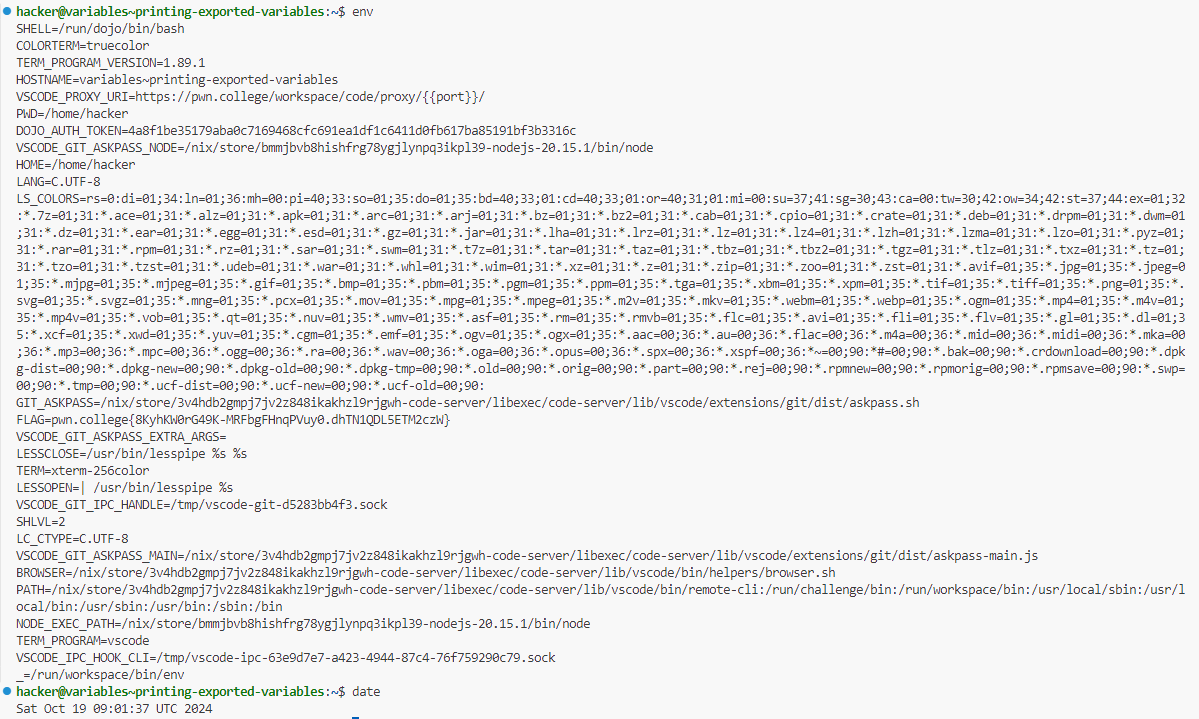 hacker@variables~printing-exported-variables:~$ env
SHELL=/run/dojo/bin/bash
COLORTERM=truecolor
TERM_PROGRAM_VERSION=1.89.1
HOSTNAME=variables~printing-exported-variables
VSCODE_PROXY_URI=https://pwn.college/workspace/code/proxy/{{port}}/
PWD=/home/hacker
DOJO_AUTH_TOKEN=4a8f1be35179aba0c7169468cfc691ea1df1c6411d0fb617ba85191bf3b3316c
VSCODE_GIT_ASKPASS_NODE=/nix/store/bmmjbvb8hishfrg78ygjlynpq3ikpl39-nodejs-20.15.1/bin/node
HOME=/home/hacker
LANG=C.UTF-8
LS_COLORS=rs=0:di=01;34:ln=01;36:mh=00:pi=40;33:so=01;35:do=01;35:bd=40;33;01:cd=40;33;01:or=40;31;01:mi=00:su=37;41:sg=30;43:ca=00:tw=30;42:ow=34;42:st=37;44:ex=01;32
:*.7z=01;31:*.ace=01;31:*.alz=01;31:*.apk=01;31:*.arc=01;31:*.arj=01;31:*.bz=01;31:*.bz2=01;31:*.cab=01;31:*.cpio=01;31:*.crate=01;31:*.deb=01;31:*.drpm=01;31:*.dwm=01
;31:*.dz=01;31:*.ear=01;31:*.egg=01;31:*.esd=01;31:*.gz=01;31:*.jar=01;31:*.lha=01;31:*.lrz=01;31:*.lz=01;31:*.lz4=01;31:*.lzh=01;31:*.lzma=01;31:*.lzo=01;31:*.pyz=01;
31:*.rar=01;31:*.rpm=01;31:*.rz=01;31:*.sar=01;31:*.swm=01;31:*.t7z=01;31:*.tar=01;31:*.taz=01;31:*.tbz=01;31:*.tbz2=01;31:*.tgz=01;31:*.tlz=01;31:*.txz=01;31:*.tz=01;
31:*.tzo=01;31:*.tzst=01;31:*.udeb=01;31:*.war=01;31:*.whl=01;31:*.wim=01;31:*.xz=01;31:*.z=01;31:*.zip=01;31:*.zoo=01;31:*.zst=01;31:*.avif=01;35:*.jpg=01;35:*.jpeg=0
1;35:*.mjpg=01;35:*.mjpeg=01;35:*.gif=01;35:*.bmp=01;35:*.pbm=01;35:*.pgm=01;35:*.ppm=01;35:*.tga=01;35:*.xbm=01;35:*.xpm=01;35:*.tif=01;35:*.tiff=01;35:*.png=01;35:*.
svg=01;35:*.svgz=01;35:*.mng=01;35:*.pcx=01;35:*.mov=01;35:*.mpg=01;35:*.mpeg=01;35:*.m2v=01;35:*.mkv=01;35:*.webm=01;35:*.webp=01;35:*.ogm=01;35:*.mp4=01;35:*.m4v=01;
35:*.mp4v=01;35:*.vob=01;35:*.qt=01;35:*.nuv=01;35:*.wmv=01;35:*.asf=01;35:*.rm=01;35:*.rmvb=01;35:*.flc=01;35:*.avi=01;35:*.fli=01;35:*.flv=01;35:*.gl=01;35:*.dl=01;3
5:*.xcf=01;35:*.xwd=01;35:*.yuv=01;35:*.cgm=01;35:*.emf=01;35:*.ogv=01;35:*.ogx=01;35:*.aac=00;36:*.au=00;36:*.flac=00;36:*.m4a=00;36:*.mid=00;36:*.midi=00;36:*.mka=00
;36:*.mp3=00;36:*.mpc=00;36:*.ogg=00;36:*.ra=00;36:*.wav=00;36:*.oga=00;36:*.opus=00;36:*.spx=00;36:*.xspf=00;36:*~=00;90:*#=00;90:*.bak=00;90:*.crdownload=00;90:*.dpk
g-dist=00;90:*.dpkg-new=00;90:*.dpkg-old=00;90:*.dpkg-tmp=00;90:*.old=00;90:*.orig=00;90:*.part=00;90:*.rej=00;90:*.rpmnew=00;90:*.rpmorig=00;90:*.rpmsave=00;90:*.swp=
00;90:*.tmp=00;90:*.ucf-dist=00;90:*.ucf-new=00;90:*.ucf-old=00;90:
GIT_ASKPASS=/nix/store/3v4hdb2gmpj7jv2z848ikakhzl9rjgwh-code-server/libexec/code-server/lib/vscode/extensions/git/dist/askpass.sh
FLAG=pwn.college{8KyhKW0rG49K-MRFbgFHnqPVuy0.dhTN1QDL5ETM2czW}
VSCODE_GIT_ASKPASS_EXTRA_ARGS=
LESSCLOSE=/usr/bin/lesspipe %s %s
TERM=xterm-256color
LESSOPEN=| /usr/bin/lesspipe %s
VSCODE_GIT_IPC_HANDLE=/tmp/vscode-git-d5283bb4f3.sock
SHLVL=2
LC_CTYPE=C.UTF-8
VSCODE_GIT_ASKPASS_MAIN=/nix/store/3v4hdb2gmpj7jv2z848ikakhzl9rjgwh-code-server/libexec/code-server/lib/vscode/extensions/git/dist/askpass-main.js
BROWSER=/nix/store/3v4hdb2gmpj7jv2z848ikakhzl9rjgwh-code-server/libexec/code-server/lib/vscode/bin/helpers/browser.sh
PATH=/nix/store/3v4hdb2gmpj7jv2z848ikakhzl9rjgwh-code-server/libexec/code-server/lib/vscode/bin/remote-cli:/run/challenge/bin:/run/workspace/bin:/usr/local/sbin:/usr/l
ocal/bin:/usr/sbin:/usr/bin:/sbin:/bin
NODE_EXEC_PATH=/nix/store/bmmjbvb8hishfrg78ygjlynpq3ikpl39-nodejs-20.15.1/bin/node
TERM_PROGRAM=vscode
VSCODE_IPC_HOOK_CLI=/tmp/vscode-ipc-63e9d7e7-a423-4944-87c4-76f759290c79.sock
_=/run/workspace/bin/env
hacker@variables~printing-exported-variables:~$ date
Sat Oct 19 09:01:37 UTC 2024